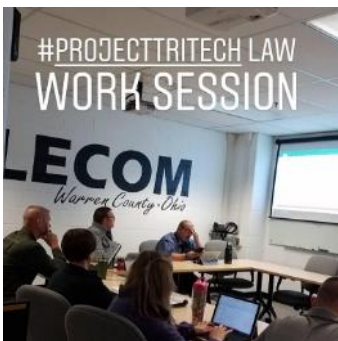 #PROJECTTRITECH LAW
WORK SESSION
LECOM
Warren County · Ohio